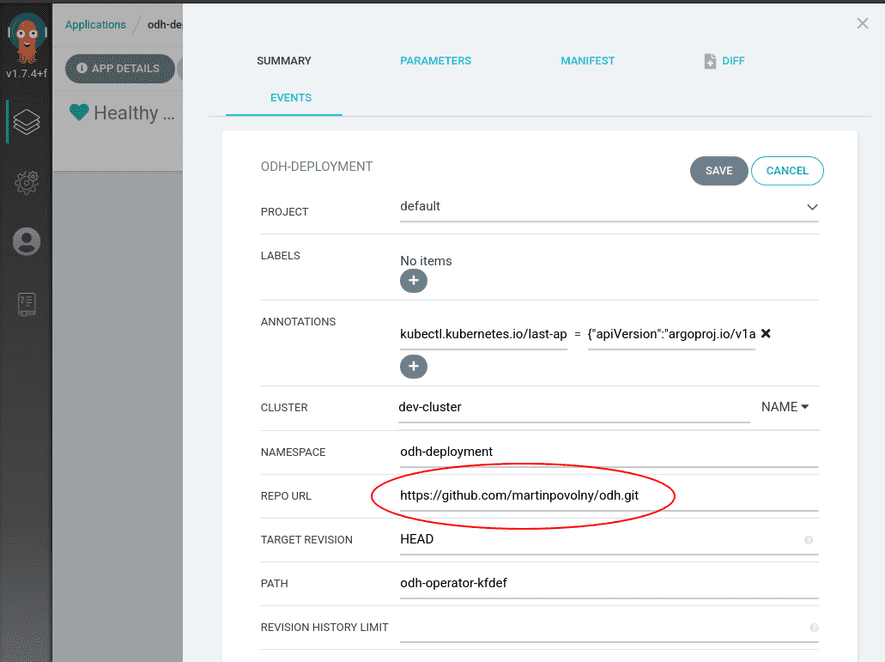 Applications / odh-de
v1.7.4+f
APP DETAILS
Healthy ...
SUMMARY PARAMETERS MANIFEST DIFF
EVENTS
ODH-DEPLOYMENT SAVE CANCEL
PROJECT default
LABELS No items
+
ANNOTATIONS kubectl.kubernetes.io/last-ap = {"apiVersion":"argoproj.io/v1a
+
CLUSTER dev-cluster NAME
NAMESPACE odh-deployment
REPO URL https://github.com/martinpovolny/odh.git
TARGET REVISION HEAD
PATH odh-operator-kfdef
REVISION HISTORY LIMIT